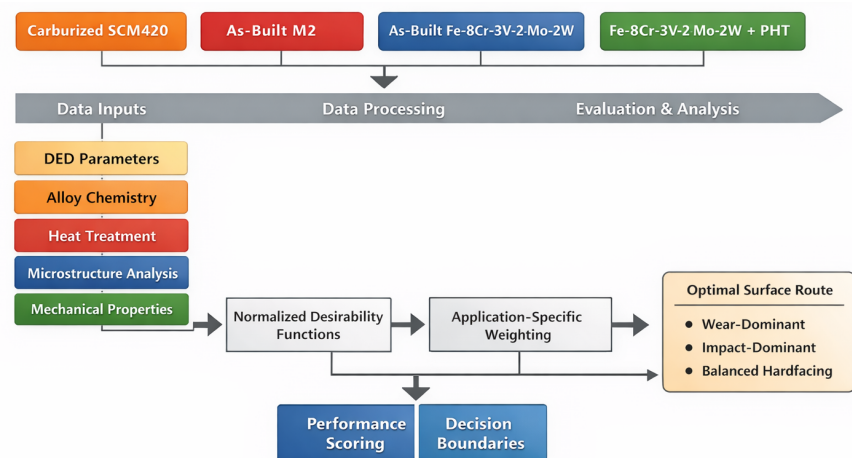 Carburized SCM420
As-Built M2
As-Built Fe-8Cr-3V-2-Mo-2W
Fe-8Cr-3V-2 Mo-2W + PHT
Data Inputs
Data Processing
Evaluation & Analysis
DED Parameters
Alloy Chemistry
Heat Treatment
Microstructure Analysis
Mechanical Properties
Normalized Desirability
Functions
Application-Specific
Weighting
Optimal Surface Route
• Wear-Dominant
• Impact-Dominant
• Balanced Hardfacing
Performance
Scoring
Decision
Boundaries